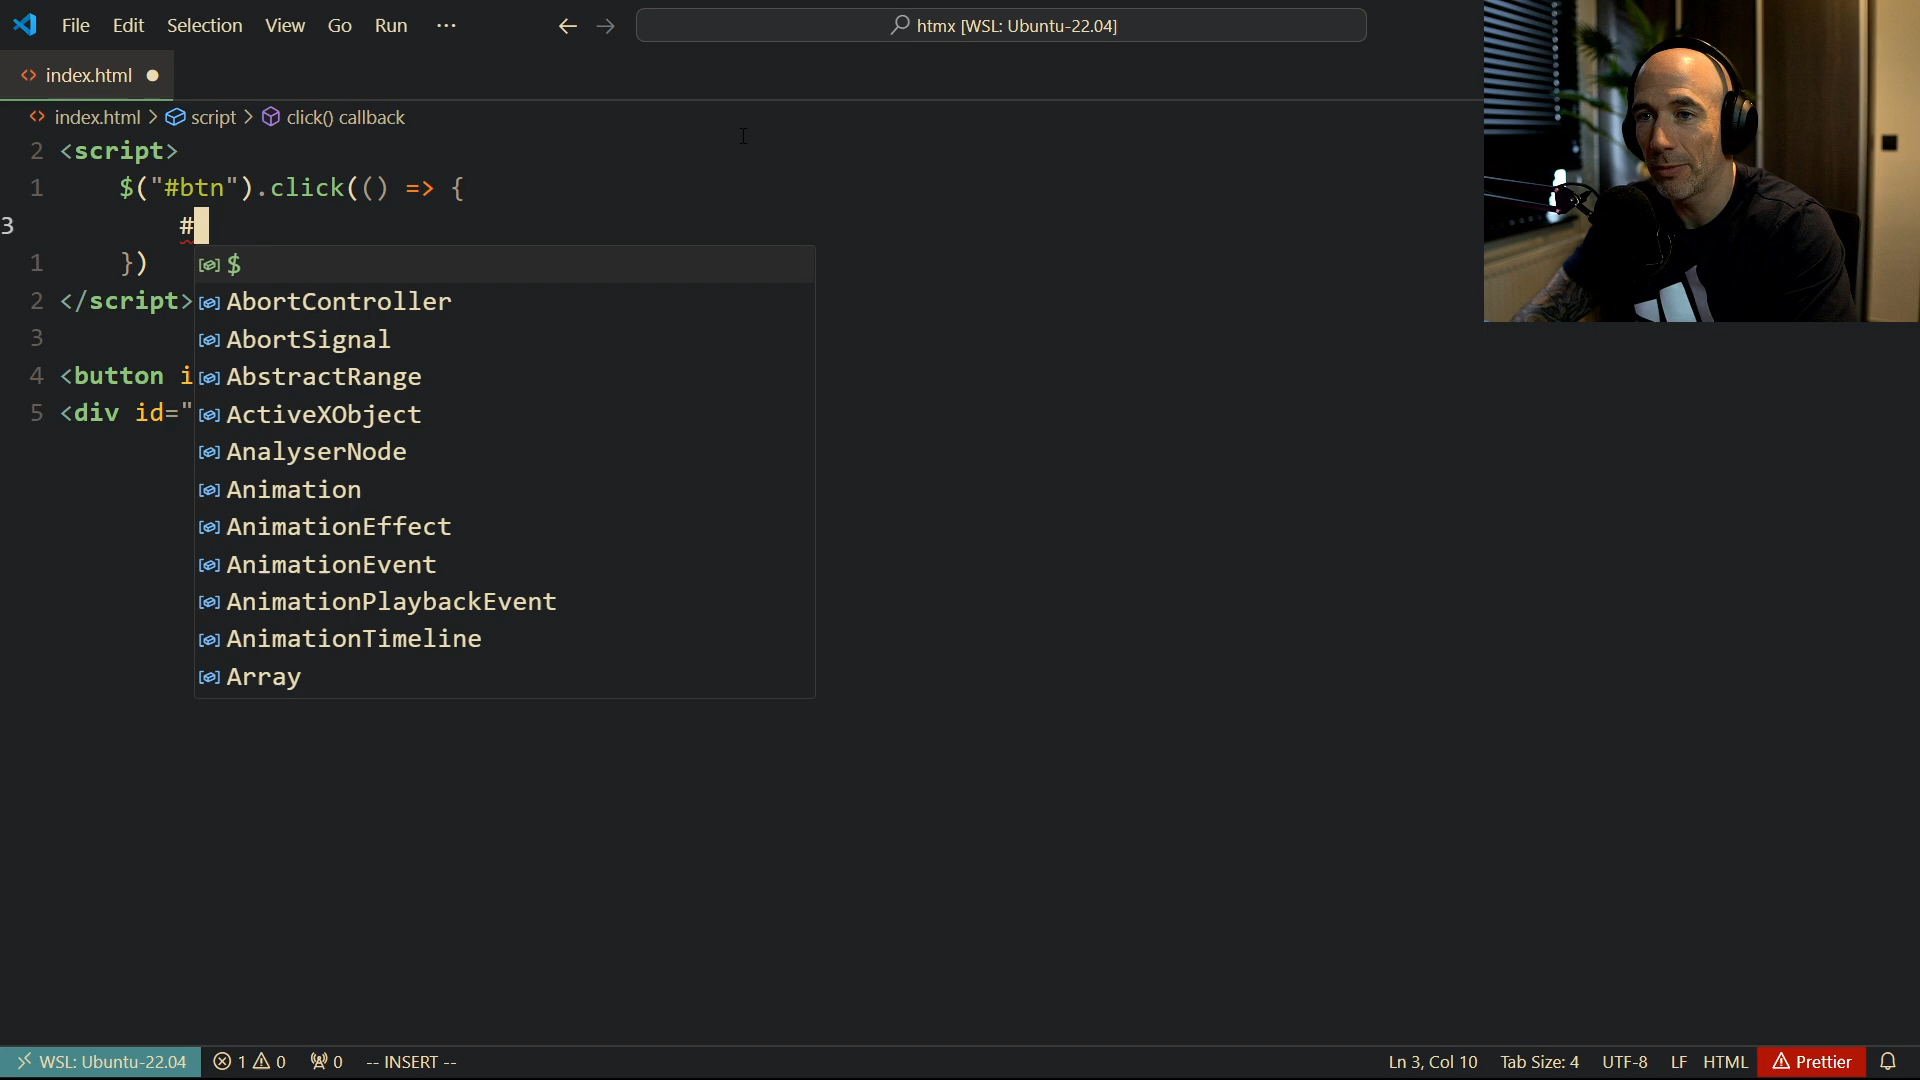 File Edit Selection View Go Run ···
htmx [WSL: Ubuntu-22.04]
index.html
index.html > script > click() callback
2 <script>
1 $("#btn").click(() => {
3 #
1 })
2 </script>
3
4 <button i
5 <div id="
$
AbortController
AbortSignal
AbstractRange
ActiveXObject
AnalyserNode
Animation
AnimationEffect
AnimationEvent
AnimationPlaybackEvent
AnimationTimeline
Array
WSL: Ubuntu-22.04 1 0 0 -- INSERT -- Ln 3, Col 10 Tab Size: 4 UTF-8 LF HTML Prettier